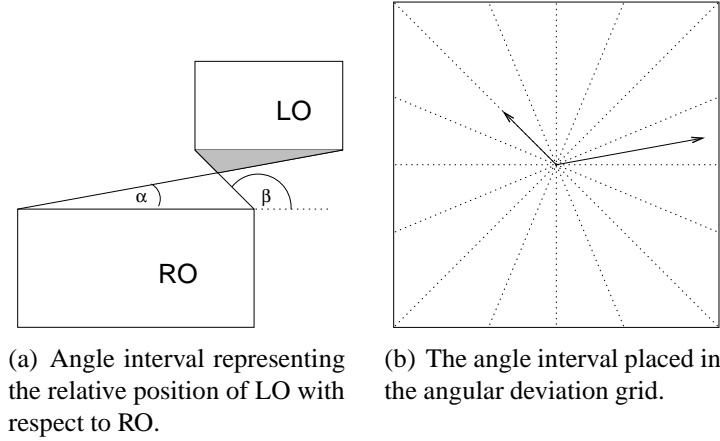 LO
α
β
RO
(a) Angle interval representing
the relative position of LO with
respect to RO.
(b) The angle interval placed in
the angular deviation grid.